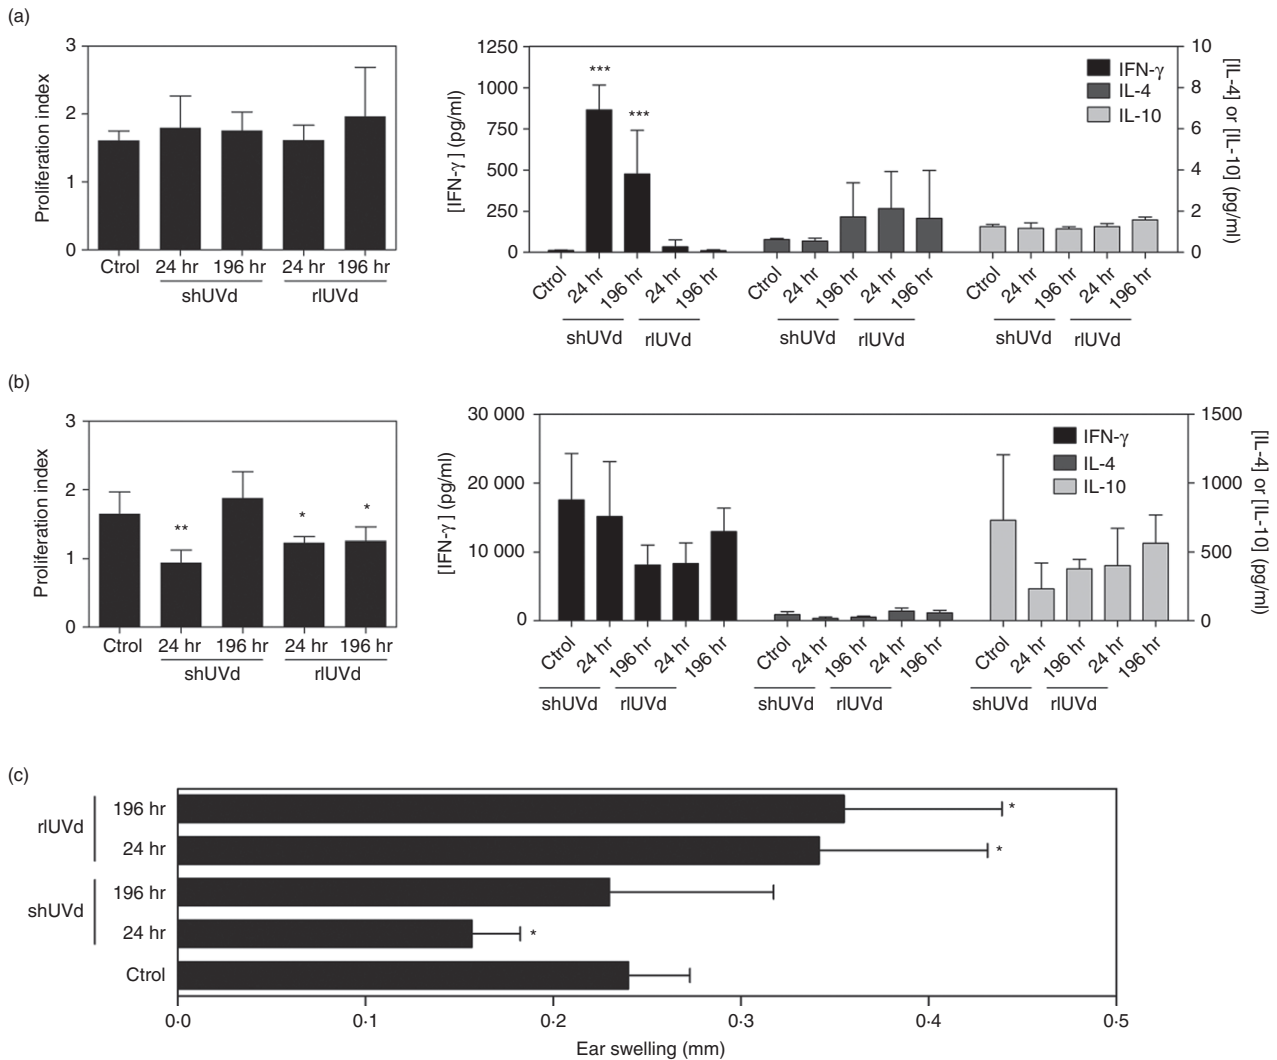 (a)
3
2
1
0
Proliferation index
Ctrol 24 hr 196 hr 24 hr 196 hr
shUVd rlUVd
1250
1000
750
500
250
0
[IFN-γ] (pg/ml)
*** ***
IFN-γ
IL-4
IL-10
10
8
6
4
2
0
[IL-4] or [IL-10] (pg/ml)
Ctrol 24 hr 196 hr 24 hr 196 hr Ctrol 24 hr 196 hr 24 hr 196 hr Ctrol 24 hr 196 hr 24 hr 196 hr
shUVd rlUVd shUVd rlUVd shUVd rlUVd
(b)
3
2
1
0
Proliferation index
** * *
Ctrol 24 hr 196 hr 24 hr 196 hr
shUVd rlUVd
30 000
20 000
10 000
0
[IFN-γ] (pg/ml)
IFN-γ
IL-4
IL-10
1500
1000
500
0
[IL-4] or [IL-10] (pg/ml)
Ctrol 24 hr 196 hr 24 hr 196 hr Ctrol 24 hr 196 hr 24 hr 196 hr Ctrol 24 hr 196 hr 24 hr 196 hr
shUVd rlUVd shUVd rlUVd shUVd rlUVd
(c)
rlUVd
196 hr *
24 hr *
shUVd
196 hr
24 hr *
Ctrol
0·0 0·1 0·2 0·3 0·4 0·5
Ear swelling (mm)